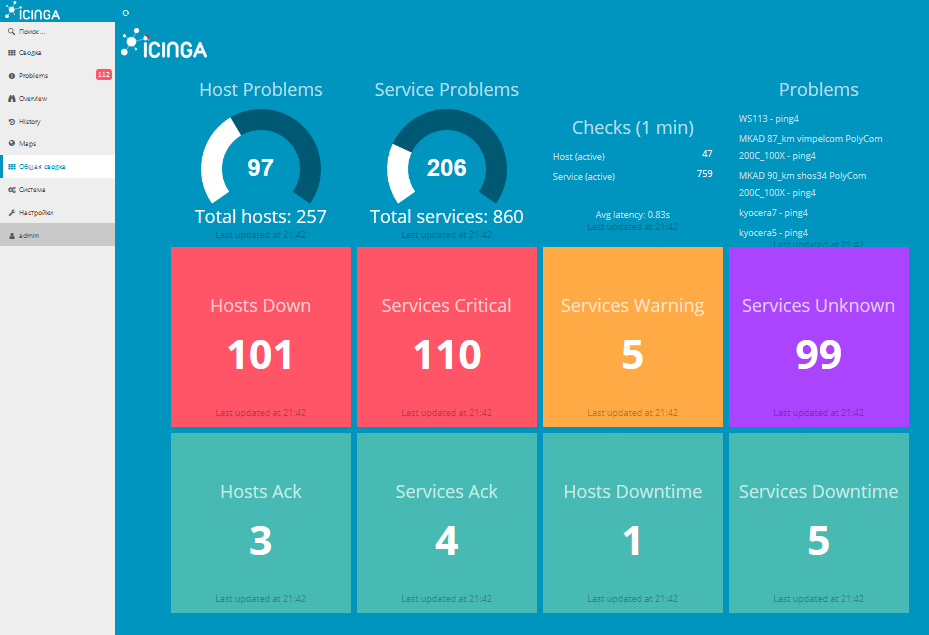 ICINGA
Поиск ...
Сводка
Problems 112
Overview
History
Maps
Общая сводка
Система
Настройки
admin
ICINGA
Host Problems
97
Total hosts: 257
Last updated at 21:42
Service Problems
206
Total services: 860
Last updated at 21:42
Checks (1 min)
Host (active) 47
Service (active) 759
Avg latency: 0.83s
Last updated at 21:42
Problems
WS113 - ping4
MKAD 87_km vimpelcom PolyCom
200C_100X - ping4
MKAD 90_km shos34 PolyCom
200C_100X - ping4
kyocera7 - ping4
kyocera5 - ping4
Last updated at 21:42
Hosts Down
101
Last updated at 21:42
Services Critical
110
Last updated at 21:42
Services Warning
5
Last updated at 21:42
Services Unknown
99
Last updated at 21:42
Hosts Ack
3
Last updated at 21:42
Services Ack
4
Last updated at 21:42
Hosts Downtime
1
Last updated at 21:42
Services Downtime
5
Last updated at 21:42